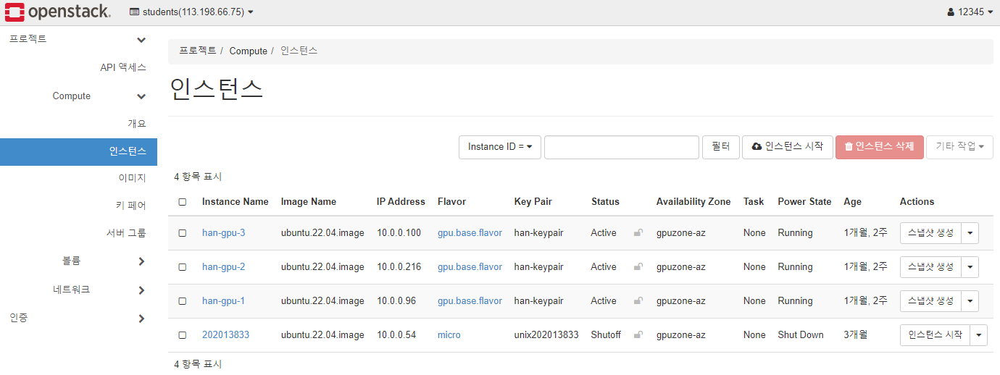 openstack. students(113.198.66.75) 12345
프로젝트
API 액세스
Compute
개요
인스턴스
이미지
키 페어
서버 그룹
볼륨
네트워크
인증
프로젝트 / Compute / 인스턴스
인스턴스
Instance ID = 필터 인스턴스 시작 인스턴스 삭제 기타 작업
4 항목 표시
Instance Name Image Name IP Address Flavor Key Pair Status Availability Zone Task Power State Age Actions
han-gpu-3 ubuntu.22.04.image 10.0.0.100 gpu.base.flavor han-keypair Active gpuzone-az None Running 1개월, 2주 스냅샷 생성
han-gpu-2 ubuntu.22.04.image 10.0.0.216 gpu.base.flavor han-keypair Active gpuzone-az None Running 1개월, 2주 스냅샷 생성
han-gpu-1 ubuntu.22.04.image 10.0.0.96 gpu.base.flavor han-keypair Active gpuzone-az None Running 1개월, 2주 스냅샷 생성
202013833 ubuntu.22.04.image 10.0.0.54 micro unix202013833 Shutoff gpuzone-az None Shut Down 3개월 인스턴스 시작
4 항목 표시